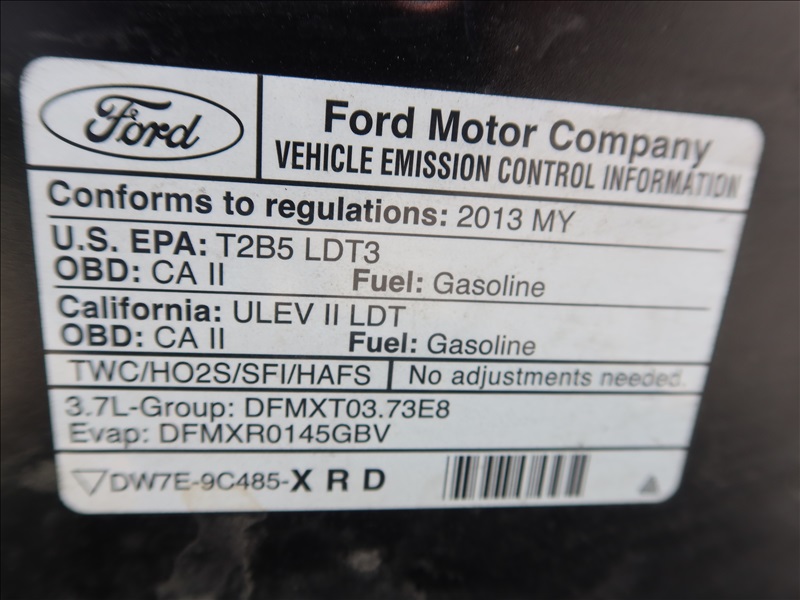 Ford
Ford Motor Company
VEHICLE EMISSION CONTROL INFORMATION
Conforms to regulations: 2013 MY
U.S. EPA: T2B5 LDT3
OBD: CA II Fuel: Gasoline
California: ULEV II LDT
OBD: CA II Fuel: Gasoline
TWC/HO2S/SFI/HAFS No adjustments needed.
3.7L-Group: DFMXT03.73E8
Evap: DFMXR0145GBV
DW7E-9C485-X R D